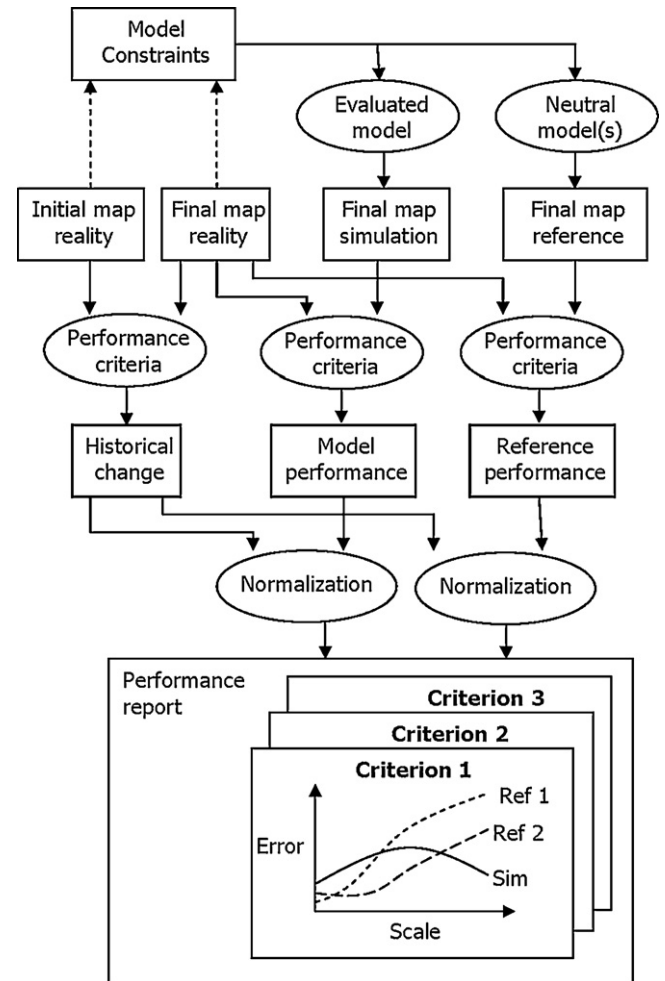 Model
Constraints
Evaluated
model
Neutral
model(s)
Initial map
reality
Final map
reality
Final map
simulation
Final map
reference
Performance
criteria
Performance
criteria
Performance
criteria
Historical
change
Model
performance
Reference
performance
Normalization
Normalization
Performance
report
Criterion 3
Criterion 2
Criterion 1
Error
Ref 1
Ref 2
Sim
Scale